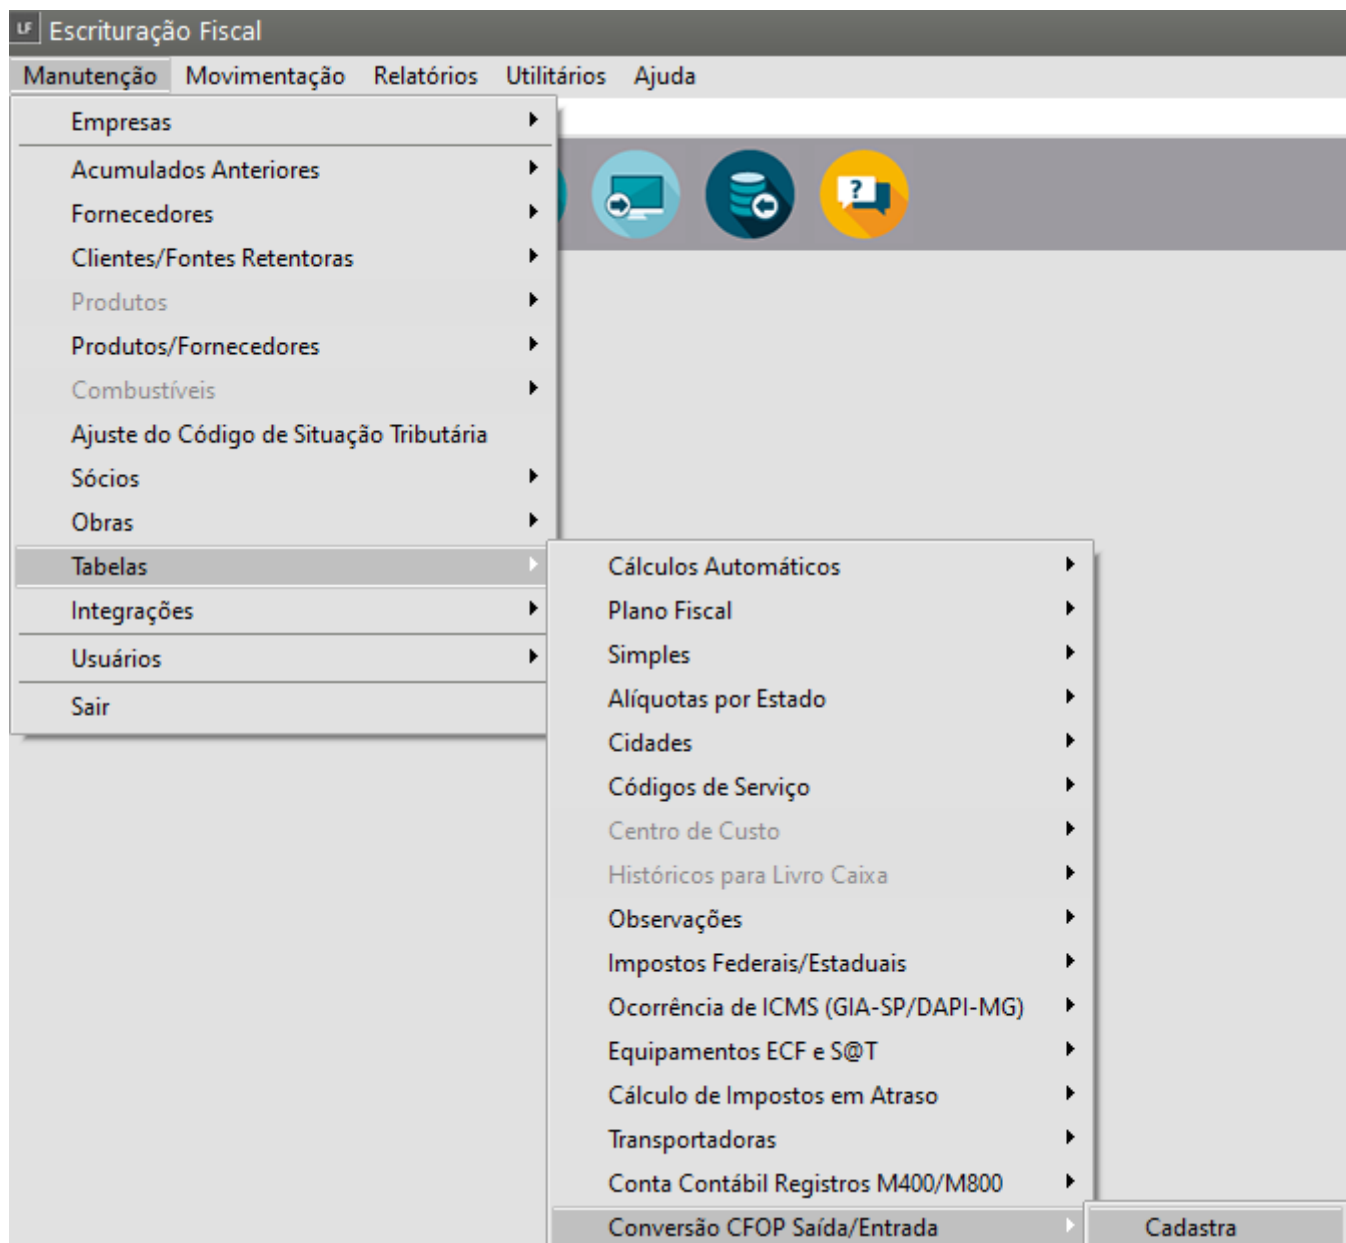 LF Escrituração Fiscal
Manutenção Movimentação Relatórios Utilitários Ajuda
Empresas
Acumulados Anteriores
Fornecedores
Clientes/Fontes Retentoras
Produtos
Produtos/Fornecedores
Combustíveis
Ajuste do Código de Situação Tributária
Sócios
Obras
Tabelas
Integrações
Usuários
Sair
Cálculos Automáticos
Plano Fiscal
Simples
Alíquotas por Estado
Cidades
Códigos de Serviço
Centro de Custo
Históricos para Livro Caixa
Observações
Impostos Federais/Estaduais
Ocorrência de ICMS (GIA-SP/DAPI-MG)
Equipamentos ECF e S@T
Cálculo de Impostos em Atraso
Transportadoras
Conta Contábil Registros M400/M800
Conversão CFOP Saída/Entrada
Cadastra
?